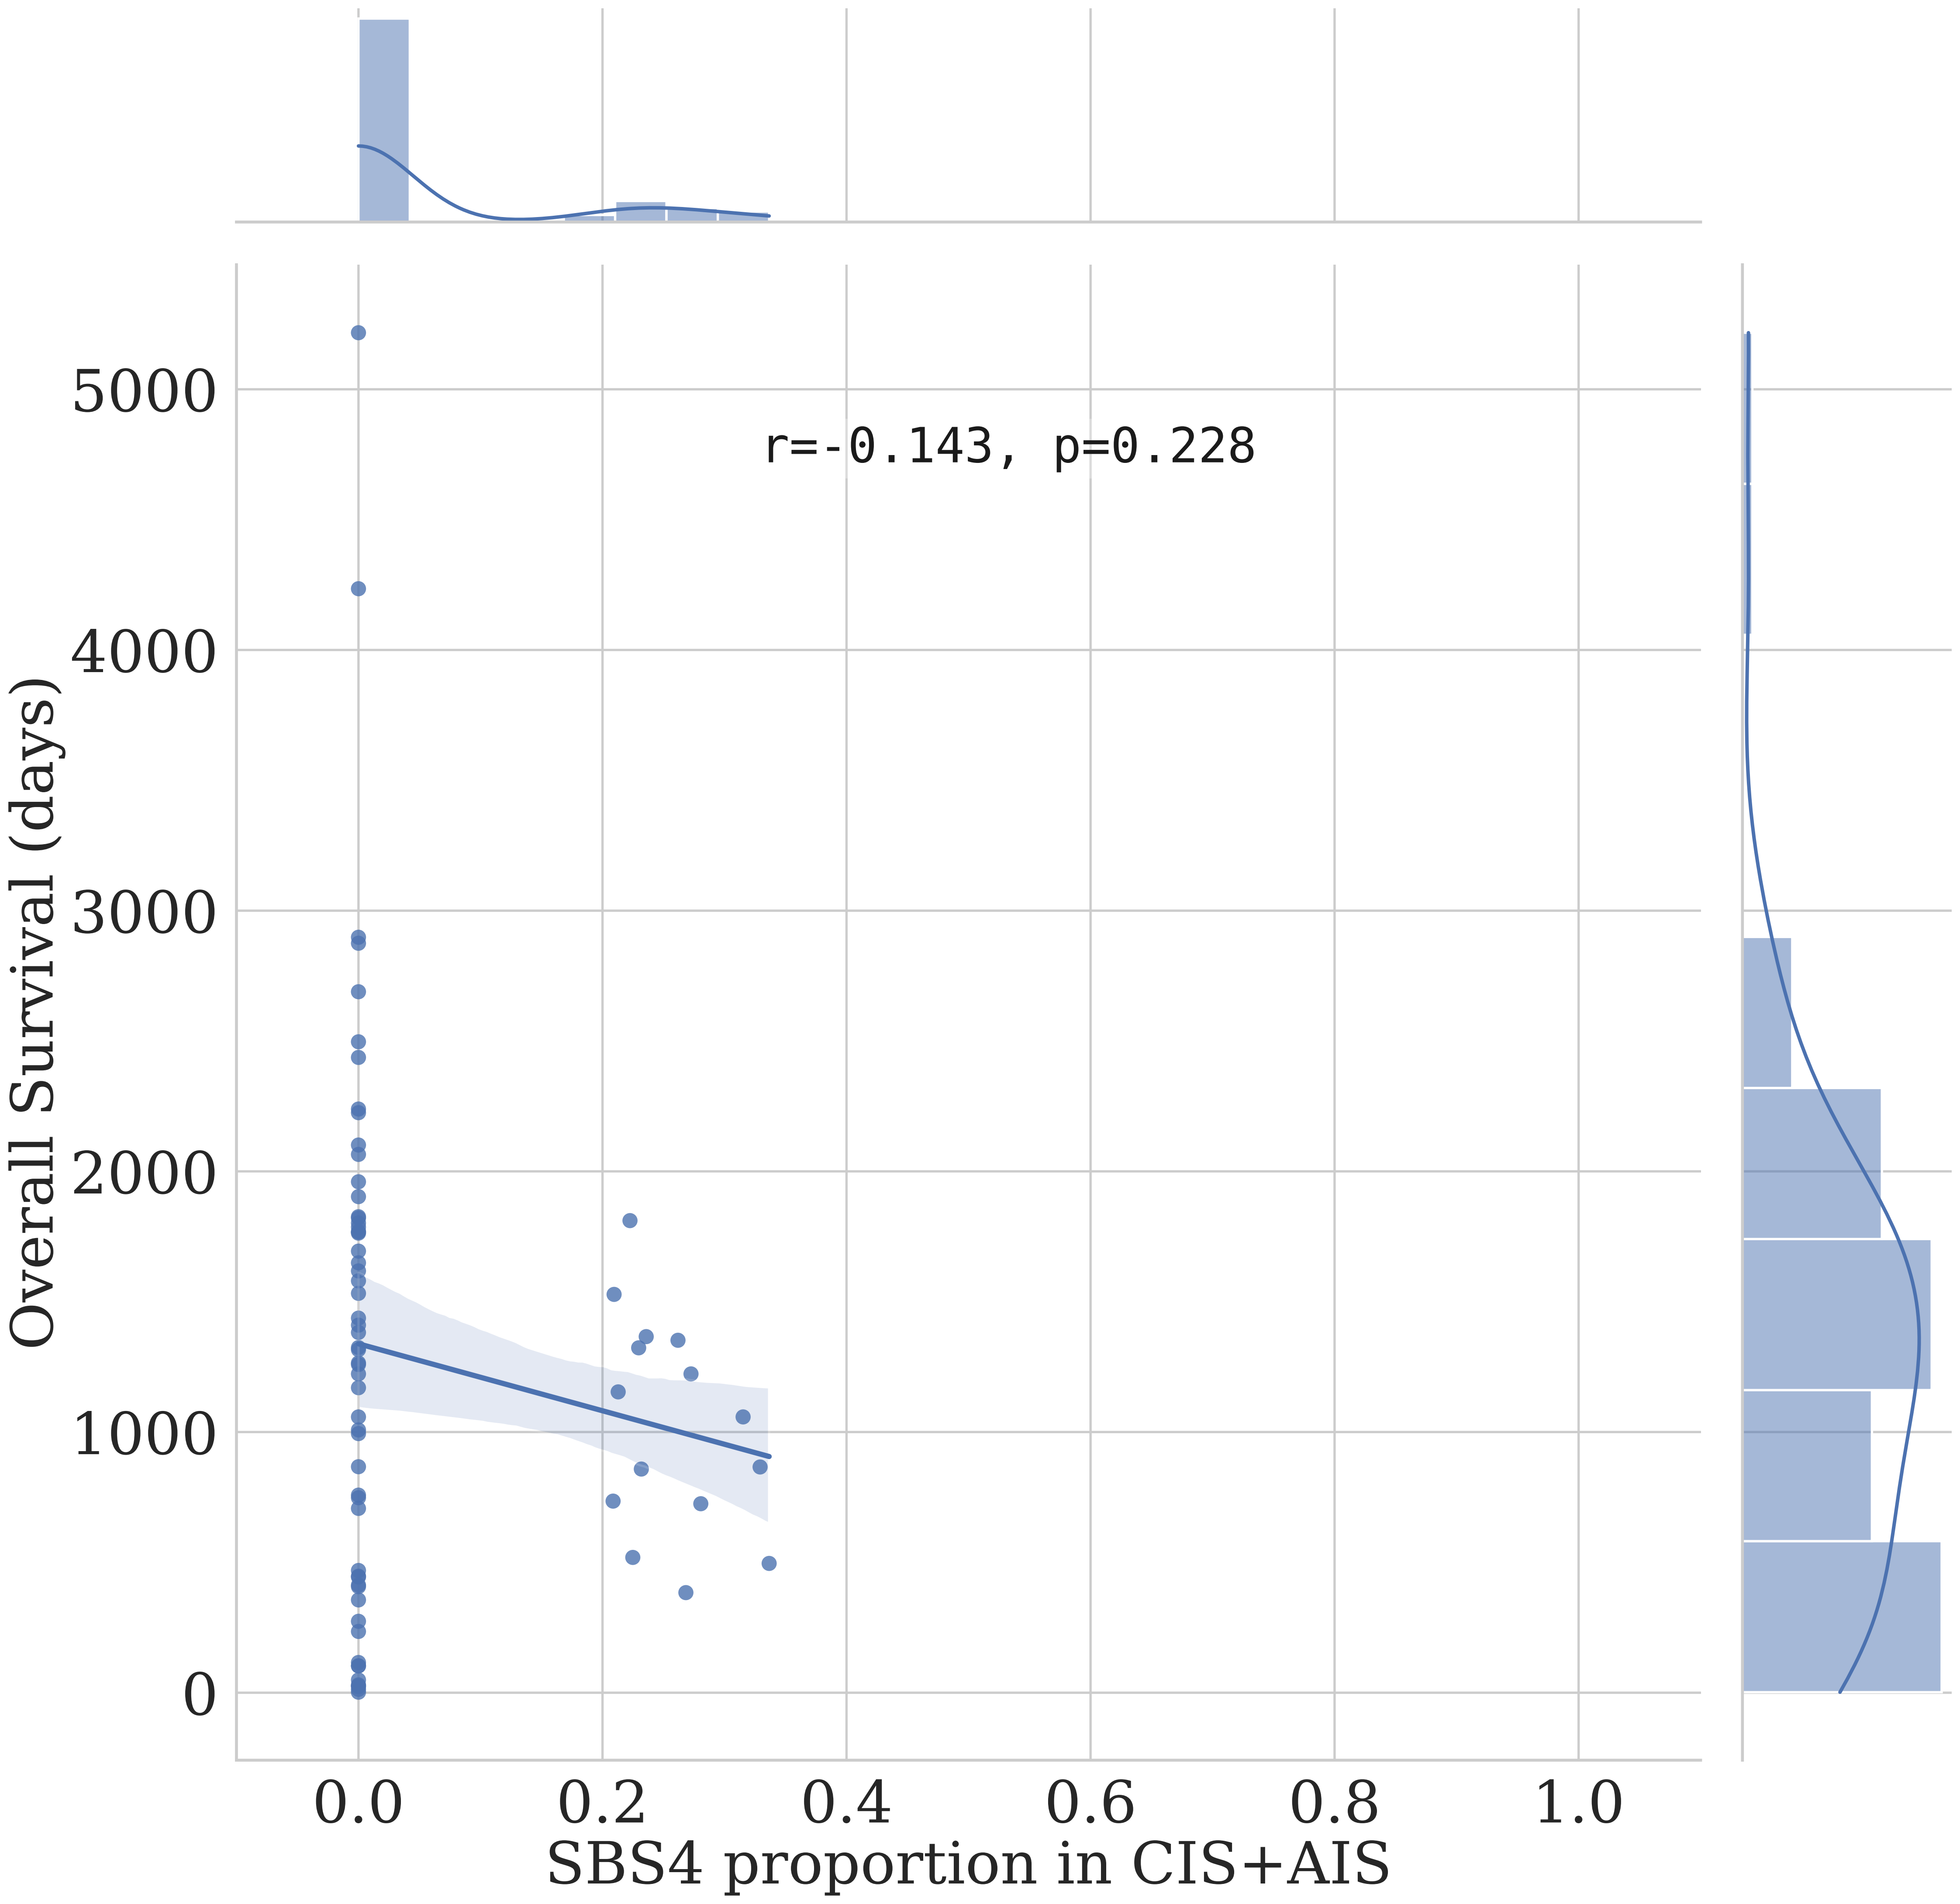 r=-0.143, p=0.228
Overall Survival (days)
5000
4000
3000
2000
1000
0
0.0 0.2 0.4 0.6 0.8 1.0
SBS4 proportion in CIS+AIS